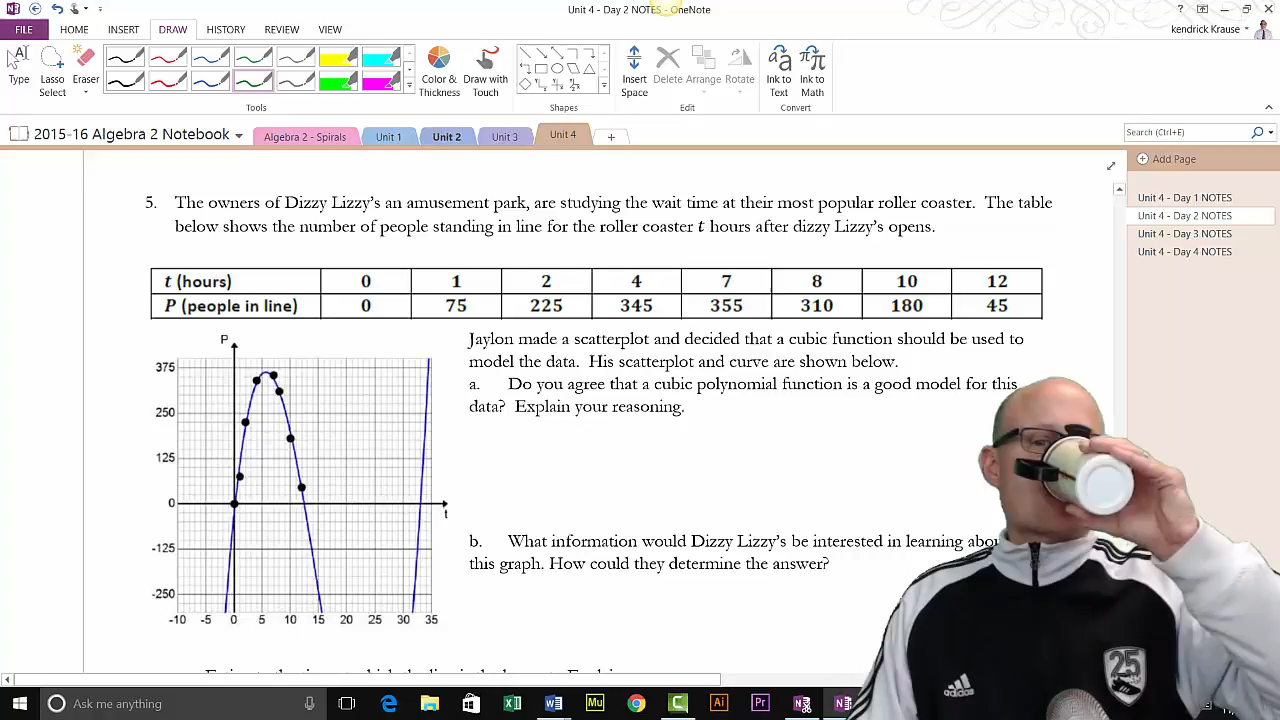 Unit 4 - Day 2 NOTES - OneNote
kendrick Krause
FILE HOME INSERT DRAW HISTORY REVIEW VIEW
Type
Lasso Select
Eraser
Color & Thickness
Draw with Touch
Insert Space
Delete
Arrange
Rotate
Ink to Text
Ink to Math
Tools Shapes Edit Convert
2015-16 Algebra 2 Notebook Algebra 2 - Spirals Unit 1 Unit 2 Unit 3 Unit 4
Search (Ctrl+E)
Add Page
Unit 4 - Day 1 NOTES
Unit 4 - Day 2 NOTES
Unit 4 - Day 3 NOTES
Unit 4 - Day 4 NOTES
5. The owners of Dizzy Lizzy's an amusement park, are studying the wait time at their most popular roller coaster. The table
below shows the number of people standing in line for the roller coaster t hours after dizzy Lizzy's opens.
t (hours) 0 1 2 4 7 8 10 12
P (people in line) 0 75 225 345 355 310 180 45
Jaylon made a scatterplot and decided that a cubic function should be used to
model the data. His scatterplot and curve are shown below.
a. Do you agree that a cubic polynomial function is a good model for this
data? Explain your reasoning.
b. What information would Dizzy Lizzy's be interested in learning
this graph. How could they determine the answer?
P
375
250
125
0
-125
-250
t
-10 -5 0 5 10 15 20 25 30 35
Ask me anything
Mu
Ai
Pr
25
adidas